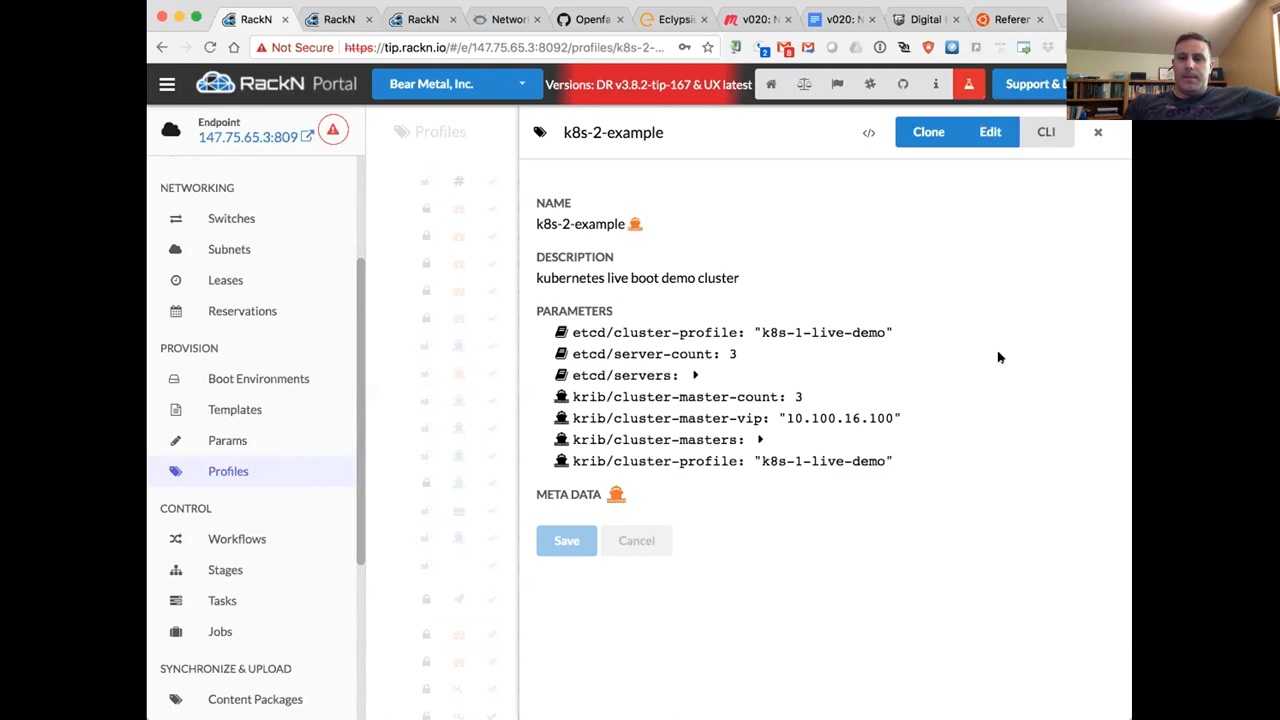 RackN
RackN
RackN
Networ
Openfa
Eclypsi
v020: N
v020: N
Digital
Referer
Not Secure https://tip.rackn.io/#/e/147.75.65.3:8092/profiles/k8s-2-...
2
8
RackN Portal
Bear Metal, Inc.
Versions: DR v3.8.2-tip-167 & UX latest
Support & L
Endpoint
147.75.65.3:809
NETWORKING
Switches
Subnets
Leases
Reservations
PROVISION
Boot Environments
Templates
Params
Profiles
CONTROL
Workflows
Stages
Tasks
Jobs
SYNCHRONIZE & UPLOAD
Content Packages
Profiles
#
k8s-2-example
</>
Clone
Edit
CLI
NAME
k8s-2-example
DESCRIPTION
kubernetes live boot demo cluster
PARAMETERS
etcd/cluster-profile: "k8s-1-live-demo"
etcd/server-count: 3
etcd/servers:
krib/cluster-master-count: 3
krib/cluster-master-vip: "10.100.16.100"
krib/cluster-masters:
krib/cluster-profile: "k8s-1-live-demo"
META DATA
Save
Cancel